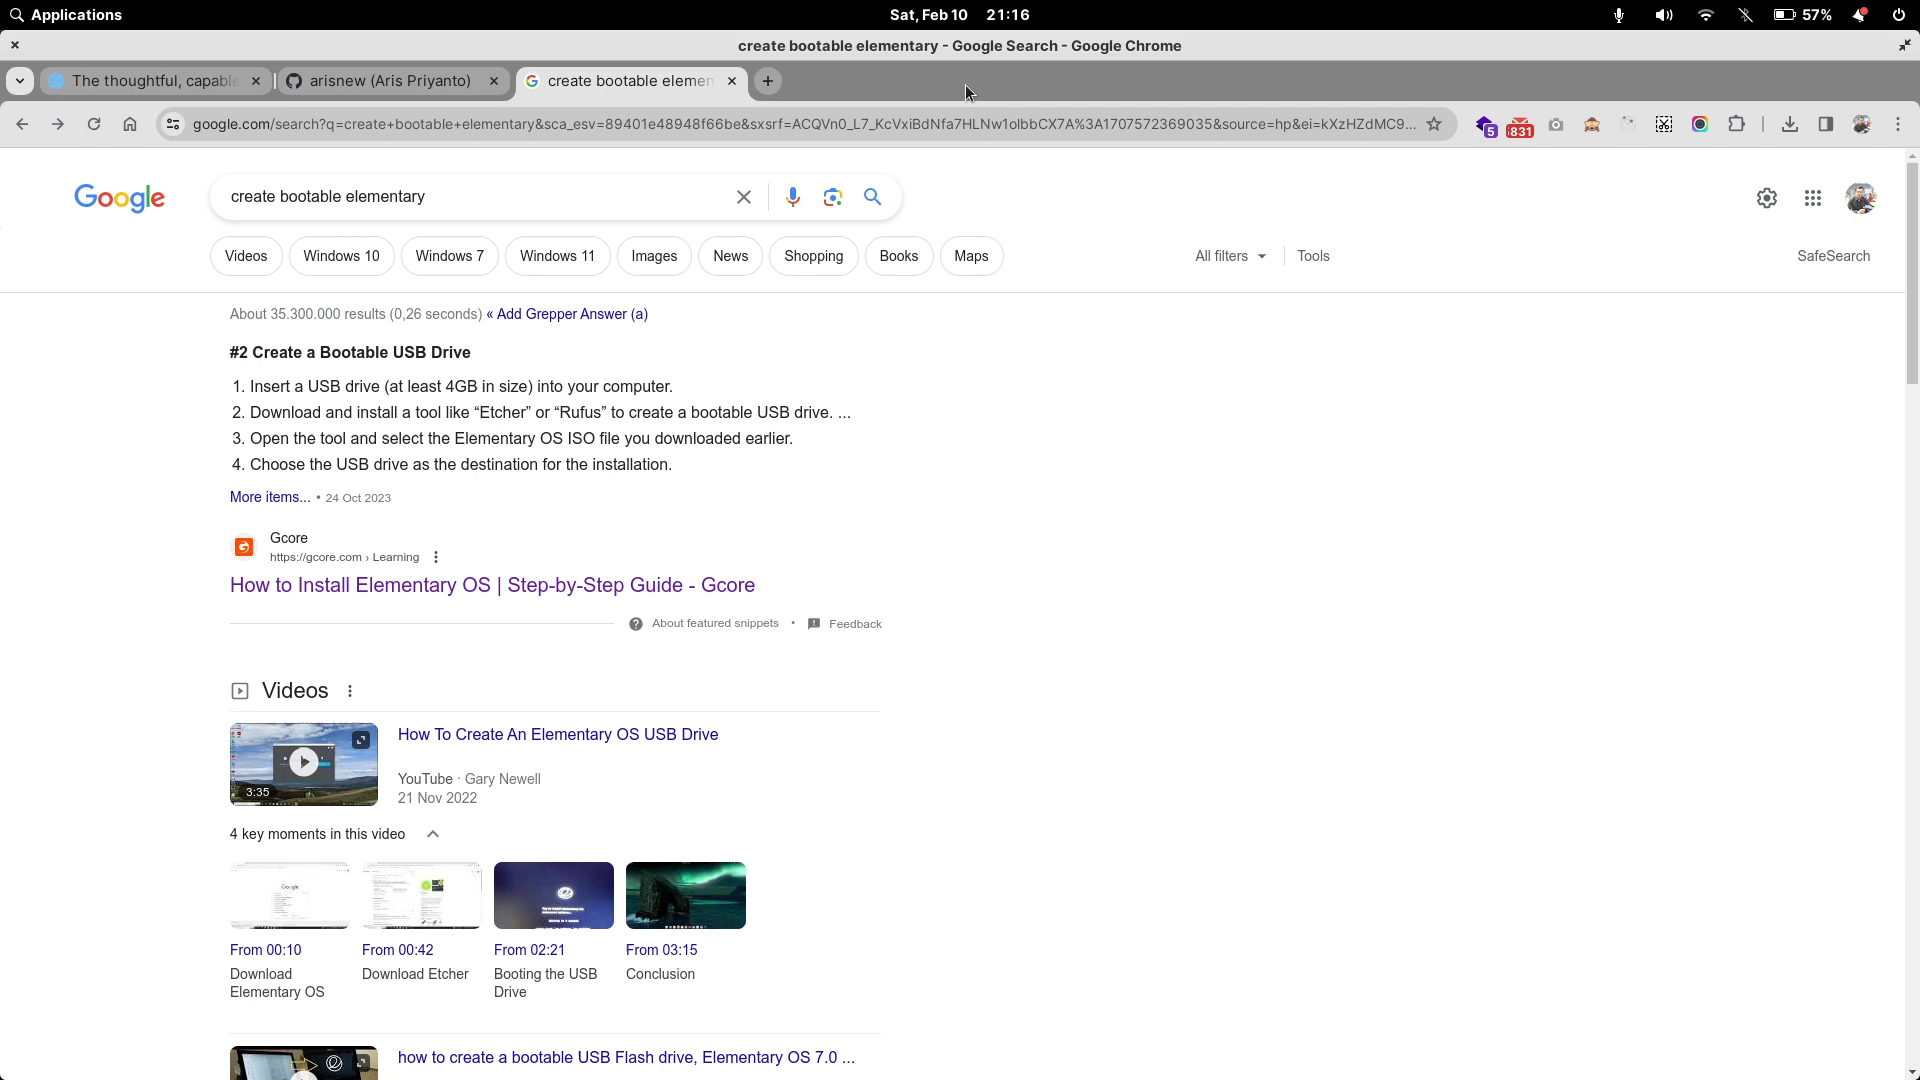 Applications
Sat, Feb 10 21:16
57%
create bootable elementary - Google Search - Google Chrome
The thoughtful, capable
arisnew (Aris Priyanto)
create bootable elemen
google.com/search?q=create+bootable+elementary&sca_esv=89401e48948f66be&sxsrf=ACQVn0_L7_KcVxiBdNfa7HLNw1olbbCX7A%3A1707572369035&source=hp&ei=kXzHZdMC9...
5
831
Google
create bootable elementary
Videos
Windows 10
Windows 7
Windows 11
Images
News
Shopping
Books
Maps
All filters
Tools
SafeSearch
About 35.300.000 results (0,26 seconds) « Add Grepper Answer (a)
#2 Create a Bootable USB Drive
1. Insert a USB drive (at least 4GB in size) into your computer.
2. Download and install a tool like “Etcher” or “Rufus” to create a bootable USB drive. ...
3. Open the tool and select the Elementary OS ISO file you downloaded earlier.
4. Choose the USB drive as the destination for the installation.
More items... • 24 Oct 2023
Gcore
https://gcore.com › Learning
How to Install Elementary OS | Step-by-Step Guide - Gcore
About featured snippets • Feedback
Videos
How To Create An Elementary OS USB Drive
3:35
YouTube · Gary Newell
21 Nov 2022
4 key moments in this video
Google
From 00:10
Download
Elementary OS
From 00:42
Download Etcher
From 02:21
Booting the USB
Drive
From 03:15
Conclusion
how to create a bootable USB Flash drive, Elementary OS 7.0 ...